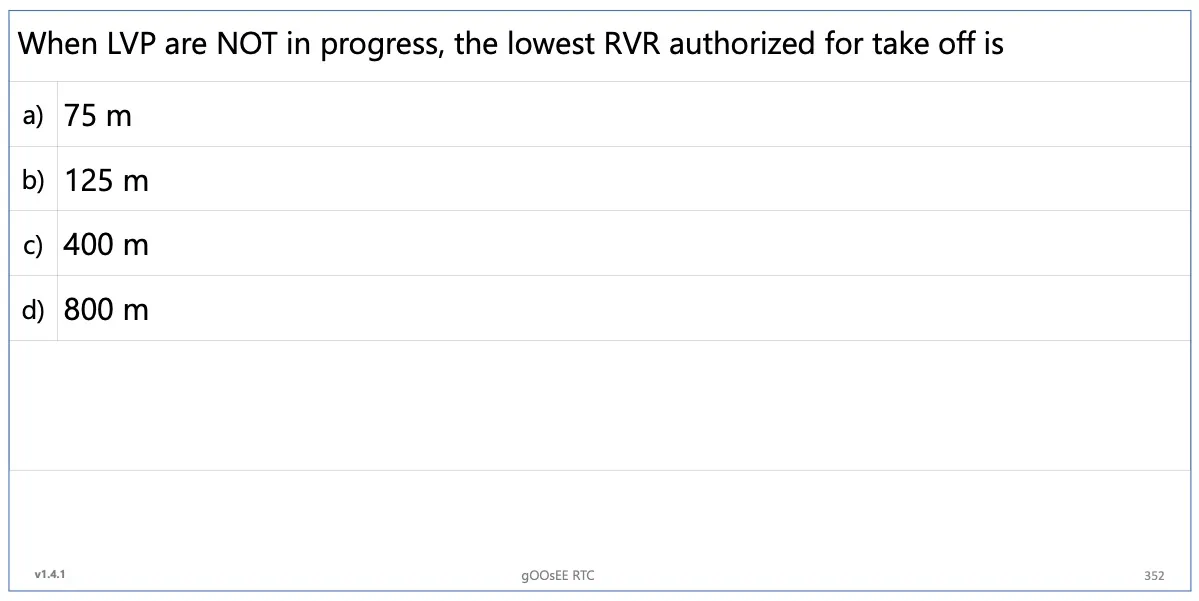 When LVP are NOT in progress, the lowest RVR authorized for take off is
a) 75 m
b) 125 m
c) 400 m
d) 800 m
v1.4.1 gOOsEE RTC 352